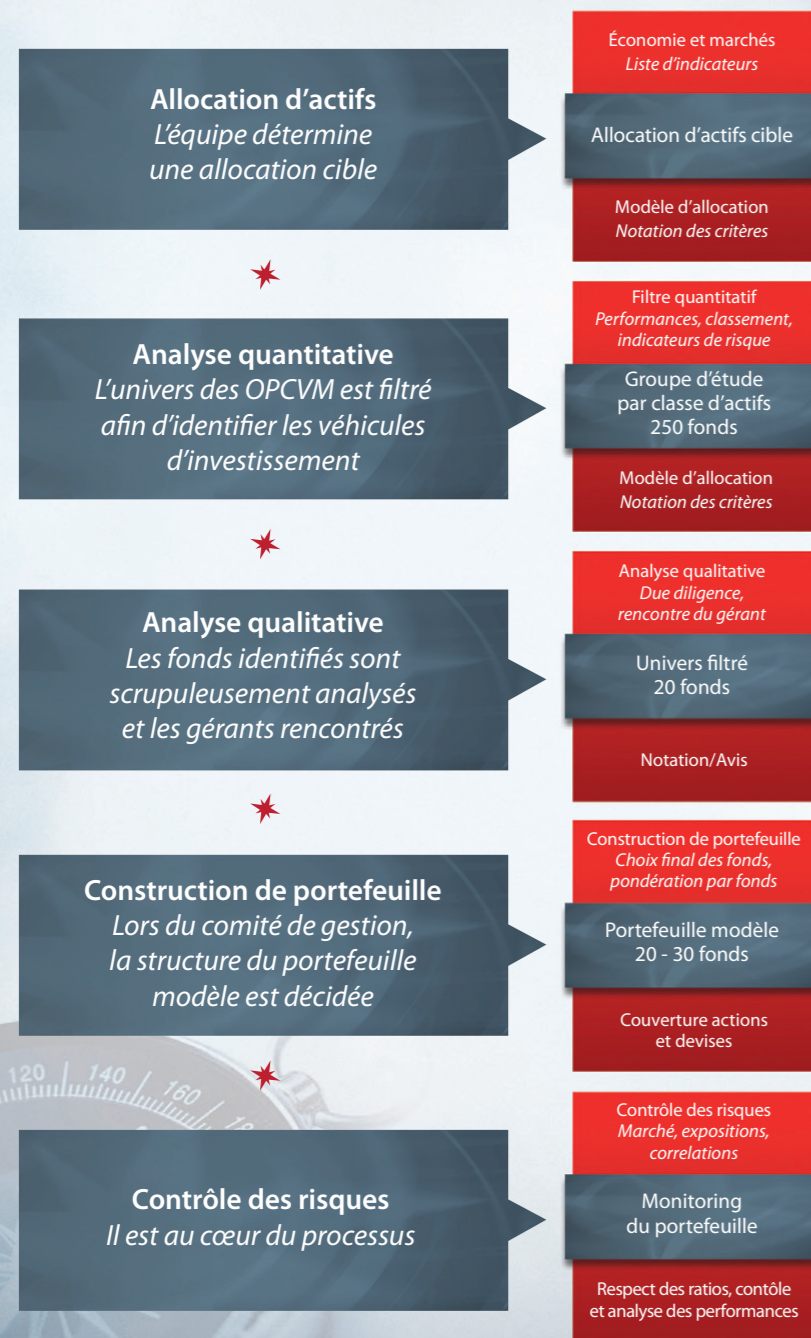 Allocation d'actifs
L'équipe détermine
une allocation cible
Économie et marchés
Liste d'indicateurs
Allocation d'actifs cible
Modèle d'allocation
Notation des critères
Analyse quantitative
L'univers des OPCVM est filtré
afin d'identifier les véhicules
d'investissement
Filtre quantitatif
Performances, classement,
indicateurs de risque
Groupe d'étude
par classe d'actifs
250 fonds
Modèle d'allocation
Notation des critères
Analyse qualitative
Les fonds identifiés sont
scrupuleusement analysés
et les gérants rencontrés
Analyse qualitative
Due diligence,
rencontre du gérant
Univers filtré
20 fonds
Notation/Avis
Construction de portefeuille
Lors du comité de gestion,
la structure du portefeuille
modèle est décidée
Construction de portefeuille
Choix final des fonds,
pondération par fonds
Portefeuille modèle
20 - 30 fonds
Couverture actions
et devises
120 140 160
Contrôle des risques
Il est au cœur du processus
Contrôle des risques
Marché, expositions,
correlations
Monitoring
du portefeuille
Respect des ratios, contôle
et analyse des performances